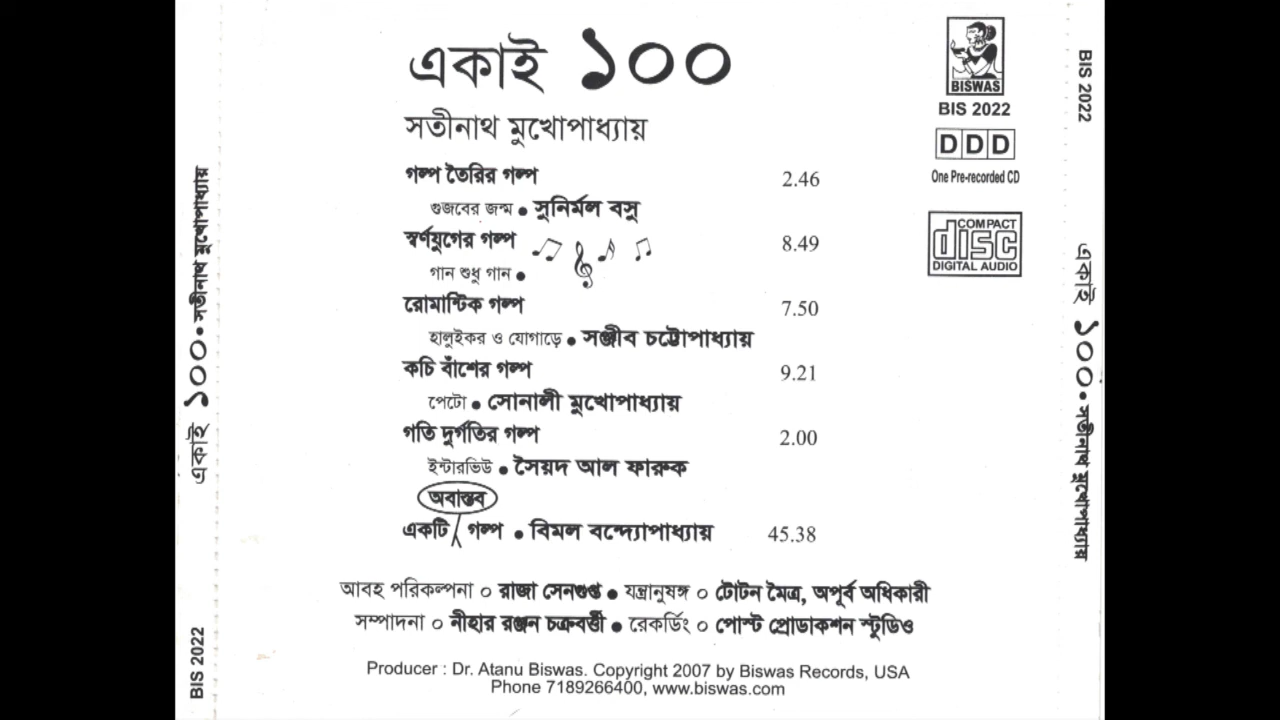 একাই ১০০
সতীনাথ মুখোপাধ্যায়
গল্প তৈরির গল্প 2.46
গুজবের জন্ম • সুনির্মল বসু
স্বর্ণযুগের গল্প 8.49
গান শুধু গান •
রোমান্টিক গল্প 7.50
হালুইকর ও যোগাড়ে • সঞ্জীব চট্টোপাধ্যায়
কচি বাঁশের গল্প 9.21
পেটো • সোনালী মুখোপাধ্যায়
গতি দুর্গতির গল্প 2.00
ইন্টারভিউ • সৈয়দ আল ফারুক
অবাস্তব
একটি গল্প • বিমল বন্দ্যোপাধ্যায় 45.38
আবহ পরিকল্পনা ০ রাজা সেনগুপ্ত • যন্ত্রানুষঙ্গ ০ টোটন মৈত্র, অপূর্ব অধিকারী
সম্পাদনা ০ নীহার রঞ্জন চক্রবর্ত্তী • রেকর্ডিং ০ পোস্ট প্রোডাকশন স্টুডিও
Producer : Dr. Atanu Biswas. Copyright 2007 by Biswas Records, USA
Phone 7189266400, www.biswas.com
BISWAS
BIS 2022
DDD
One Pre-recorded CD
COMPACT
disc
DIGITAL AUDIO
একাই ১০০ • সতীনাথ মুখোপাধ্যায়
BIS 2022
BIS 2022
একাই ১০০ • সতীনাথ মুখোপাধ্যায়